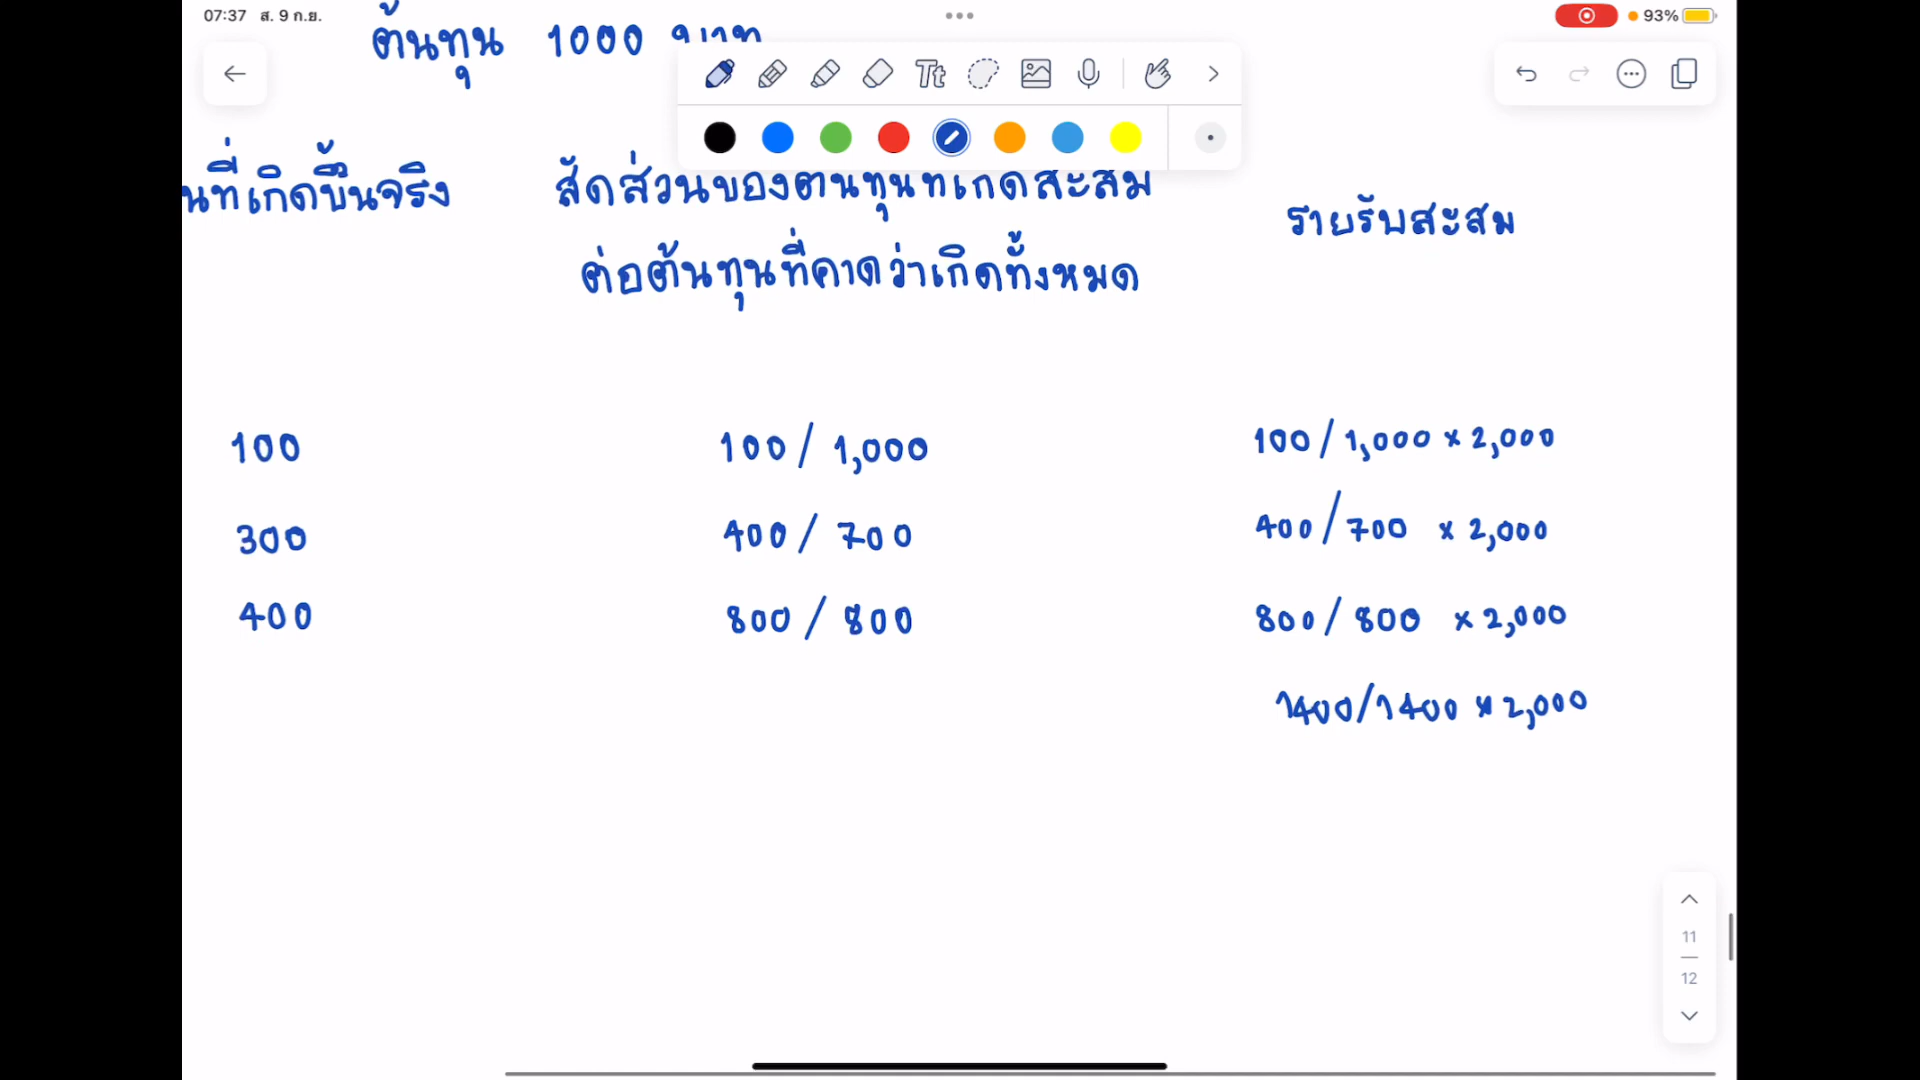 07:37 ส. 9 ก.ย.
93%
ต้นทุน 1000 บาท
Tt
นที่เกิดขึ้นจริง
สัดส่วนของต้นทุนที่เกิดสะสม
รายรับสะสม
ต่อต้นทุนที่คาดว่าเกิดทั้งหมด
100 100 / 1,000 100 / 1,000 × 2,000
300 400 / 700 400 / 700 × 2,000
400 800 / 800 800 / 800 × 2,000
1400/1400 × 2,000
11
12